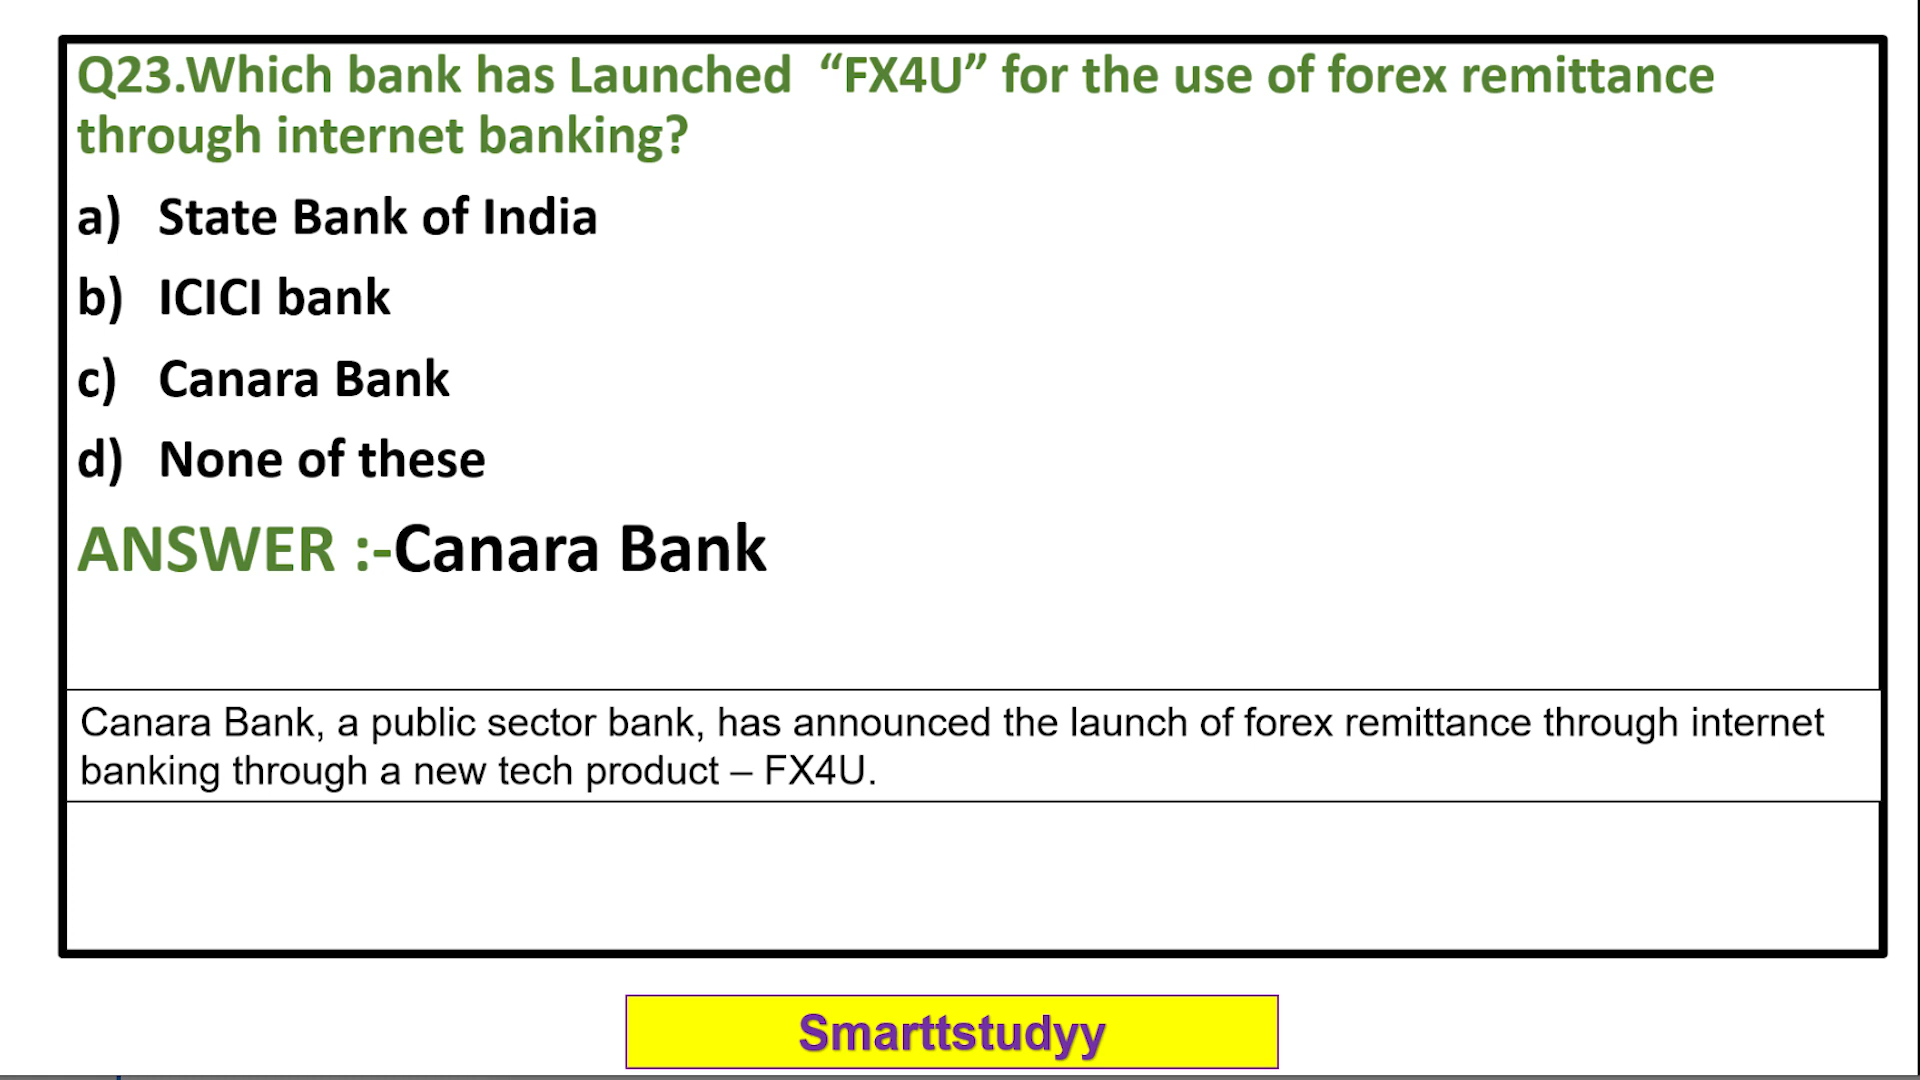 Q23.Which bank has Launched “FX4U” for the use of forex remittance
through internet banking?
a) State Bank of India
b) ICICI bank
c) Canara Bank
d) None of these
ANSWER :-Canara Bank
Canara Bank, a public sector bank, has announced the launch of forex remittance through internet
banking through a new tech product – FX4U.
Smarttstudyy